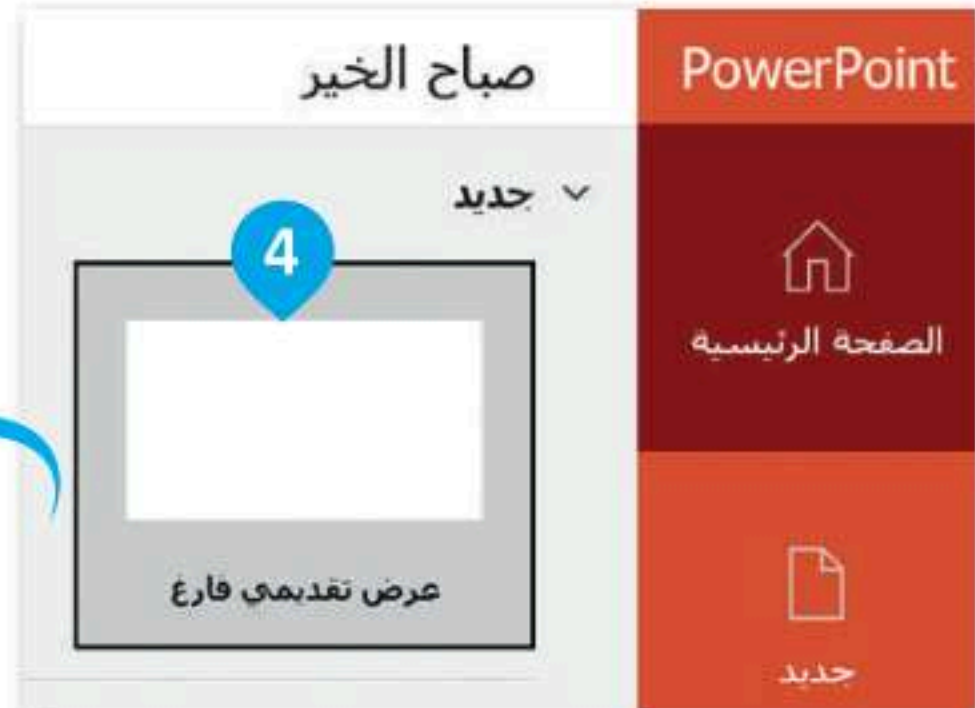 PowerPoint
صباح الخير
جديد
4
عرض تقديمي فارغ
الصفحة الرئيسية
جديد